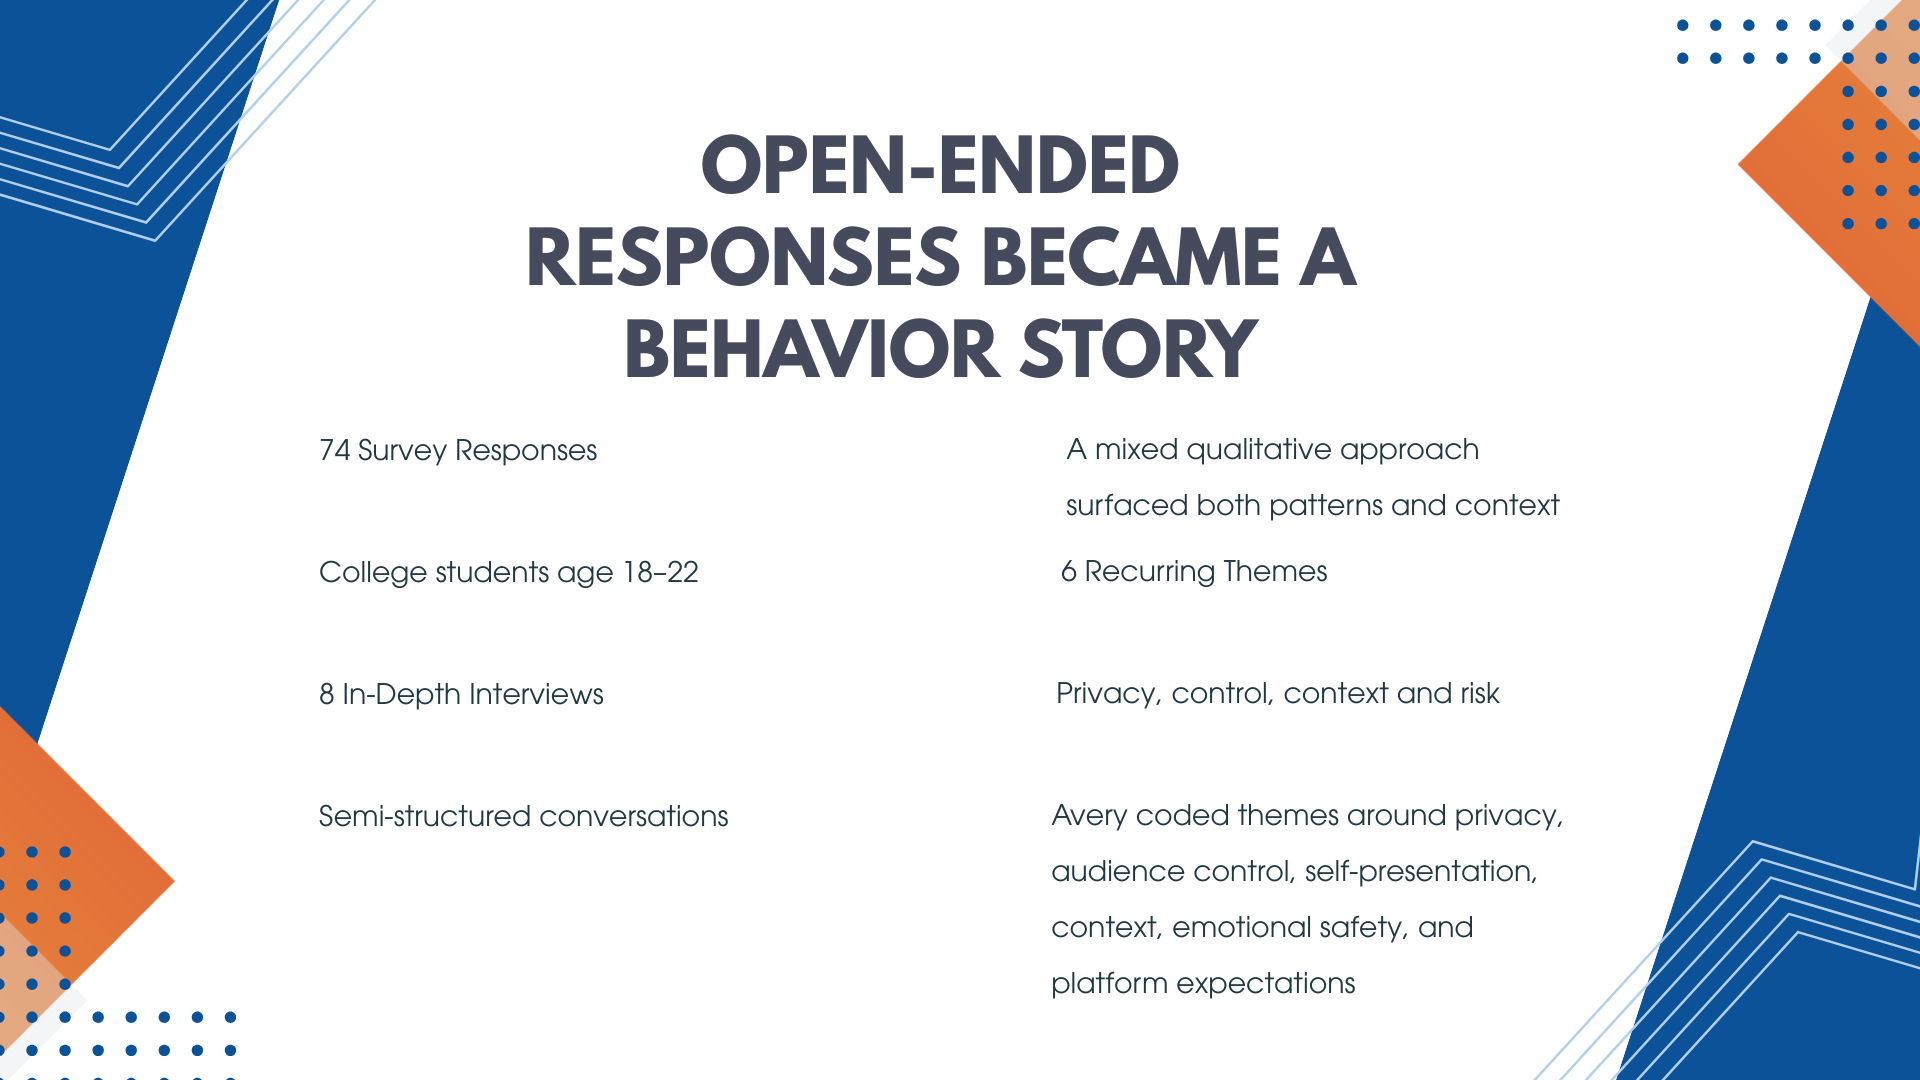 OPEN-ENDED
RESPONSES BECAME A
BEHAVIOR STORY
74 Survey Responses
College students age 18–22
8 In-Depth Interviews
Semi-structured conversations
A mixed qualitative approach
surfaced both patterns and context
6 Recurring Themes
Privacy, control, context and risk
Avery coded themes around privacy,
audience control, self-presentation,
context, emotional safety, and
platform expectations